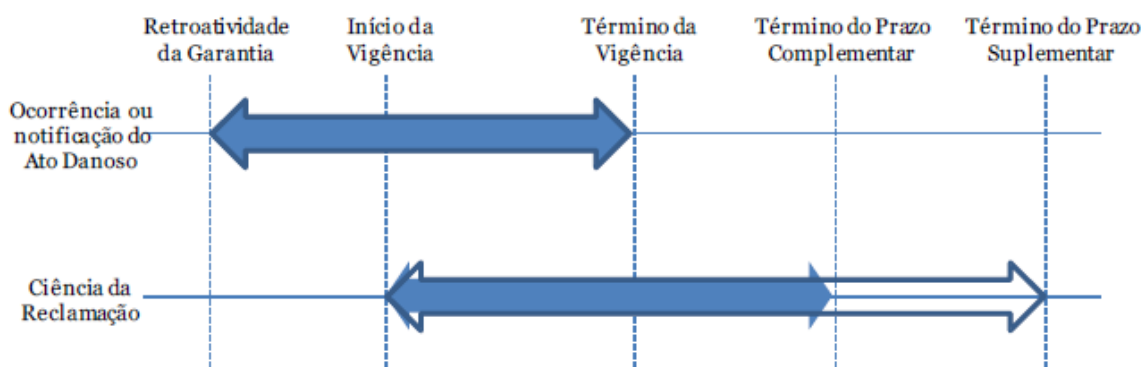 Retroatividade
da Garantia
Início da
Vigência
Término da
Vigência
Término do Prazo
Complementar
Término do Prazo
Suplementar
Ocorrência ou
notificação do
Ato Danoso
Ciência da
Reclamação